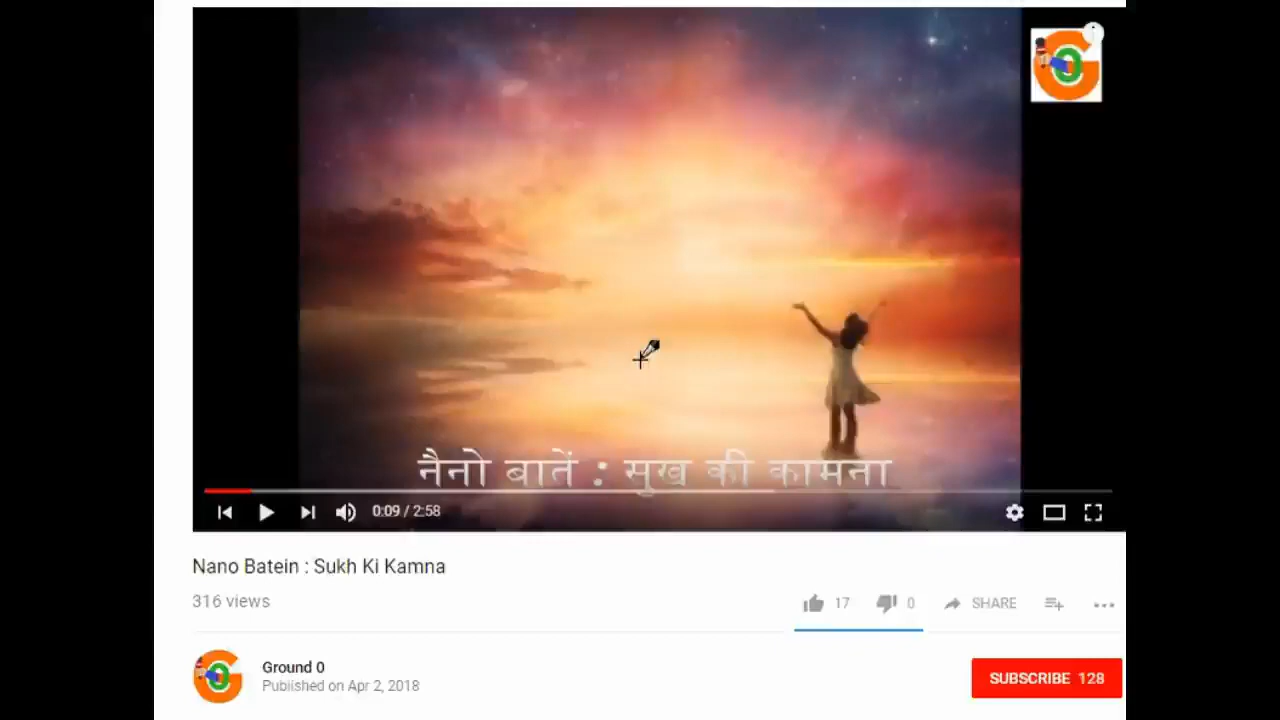 नैनो बातें : सुख की कामना
0:09 / 2:58
Nano Batein : Sukh Ki Kamna
316 views
17 0 SHARE
Ground 0
Published on Apr 2, 2018
SUBSCRIBE 128